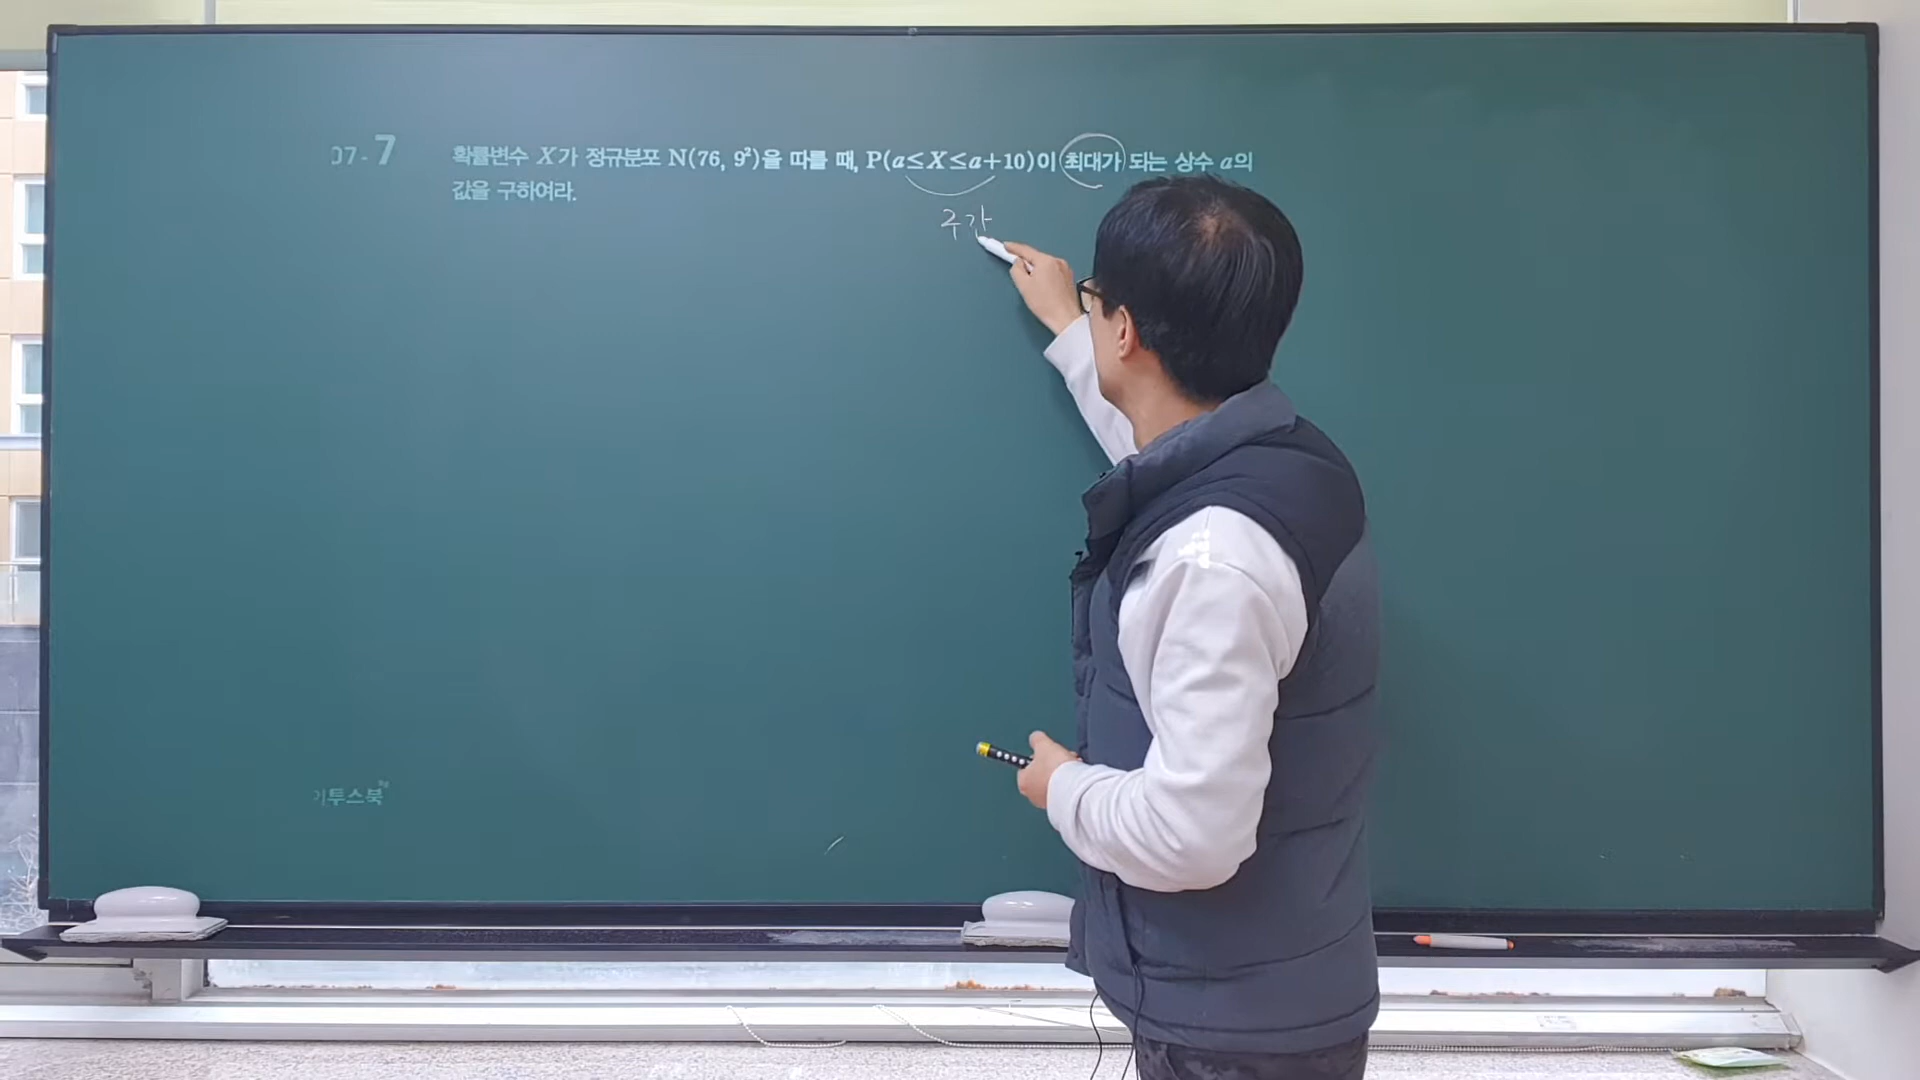 07-7 확률변수 X가 정규분포 N(76, 9²)을 따를 때, P(a≤X≤a+10)이 최대가 되는 상수 a의
값을 구하여라.
구간
이투스북